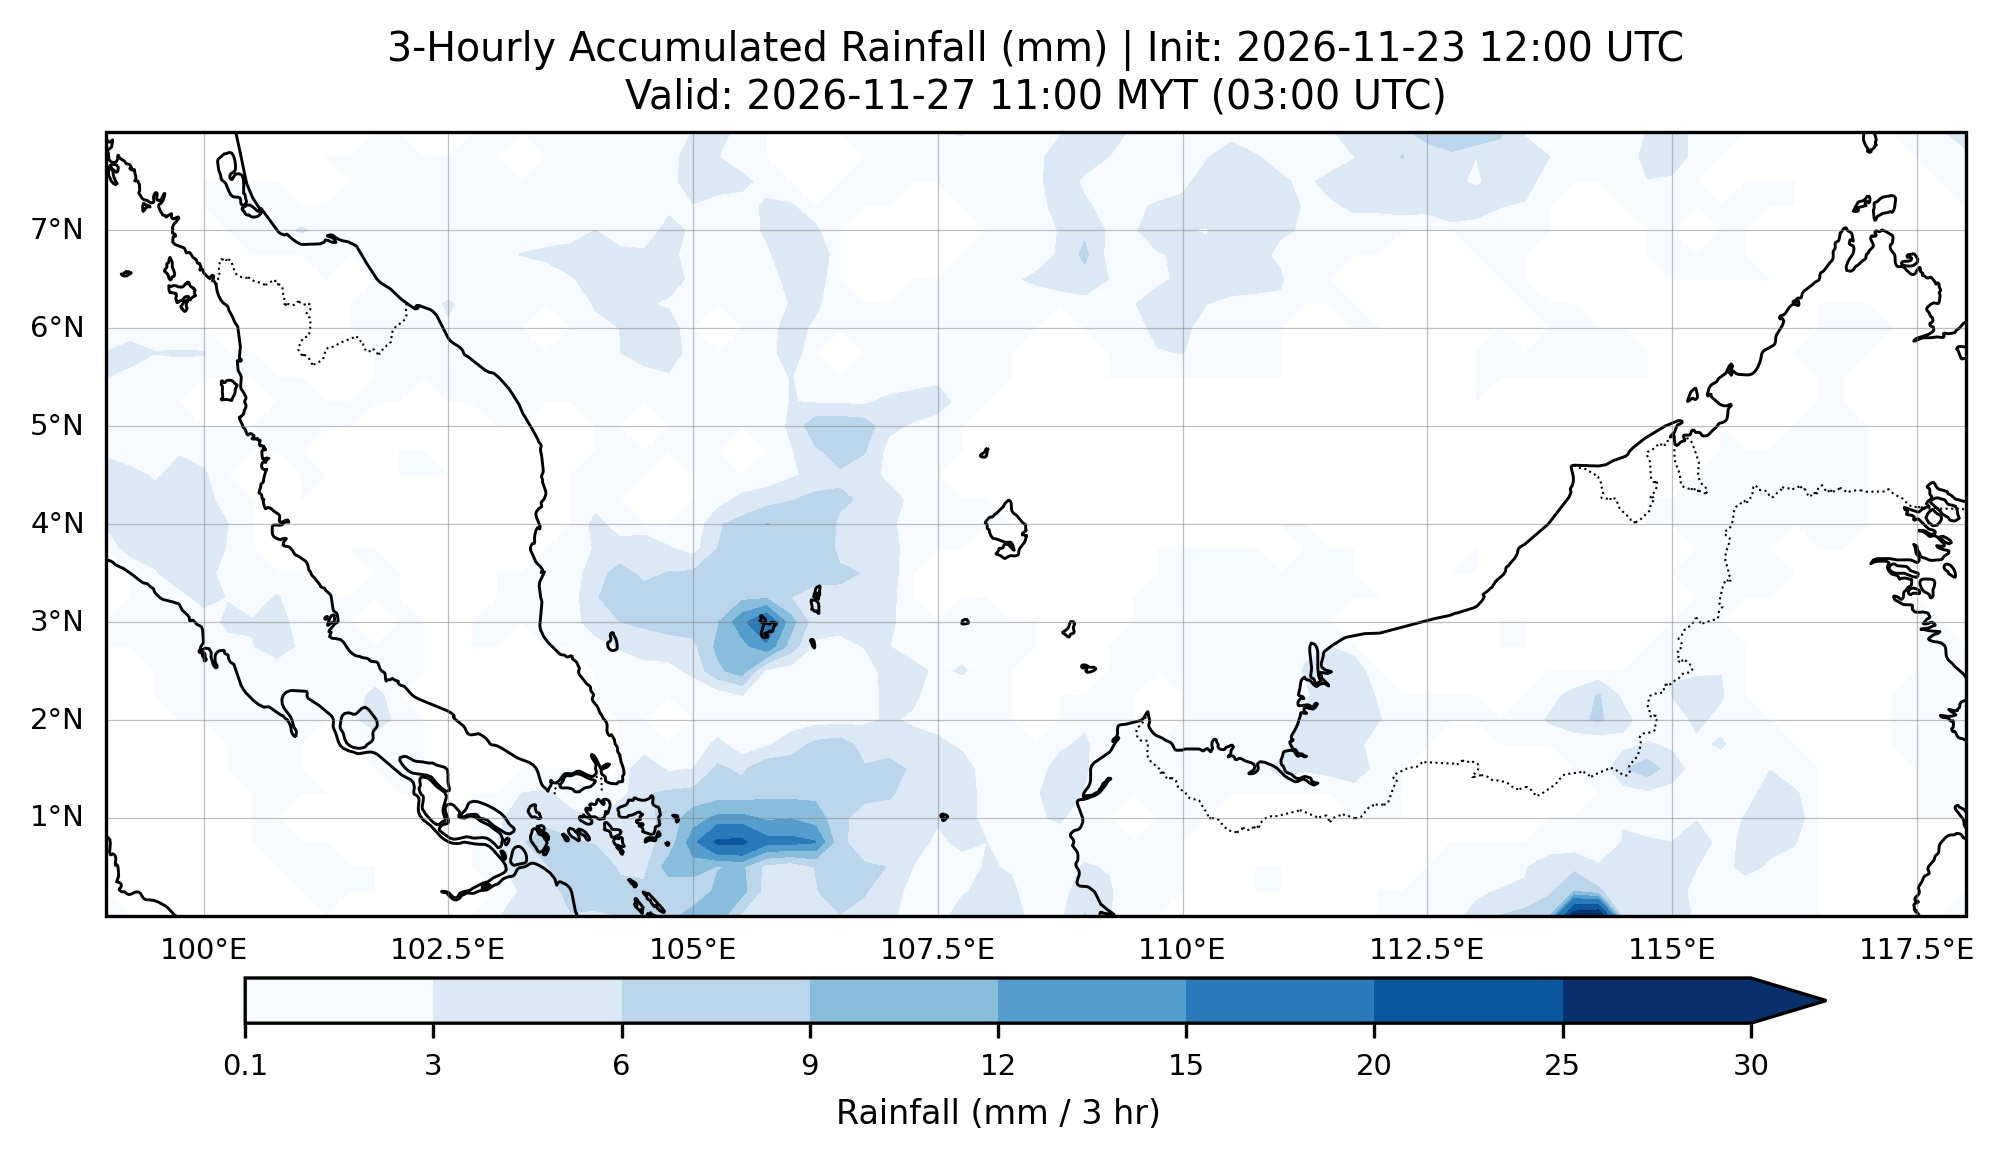 3-Hourly Accumulated Rainfall (mm) | Init: 2026-11-23 12:00 UTC
Valid: 2026-11-27 11:00 MYT (03:00 UTC)
7°N
6°N
5°N
4°N
3°N
2°N
1°N
100°E 102.5°E 105°E 107.5°E 110°E 112.5°E 115°E 117.5°E
0.1 3 6 9 12 15 20 25 30
Rainfall (mm / 3 hr)